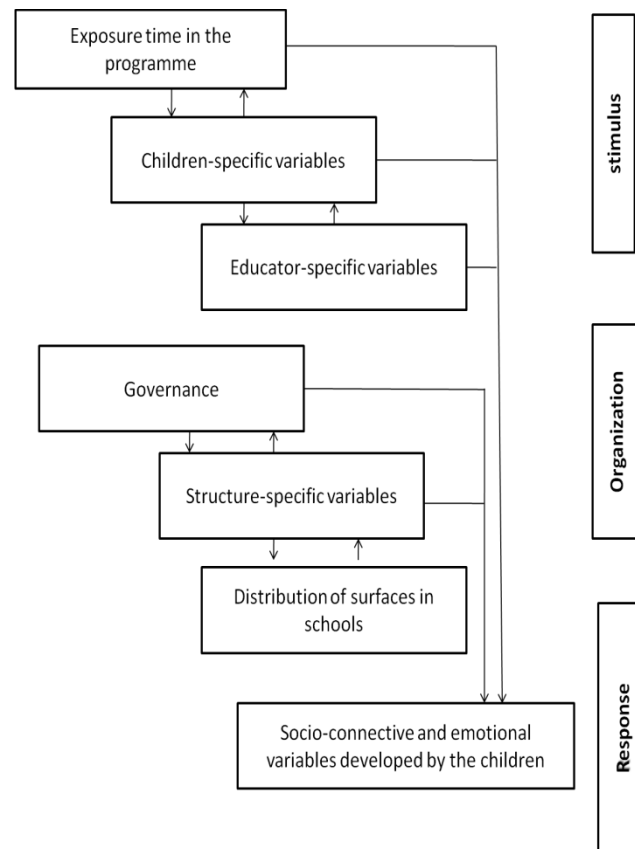 Exposure time in the
programme
Children-specific variables
Educator-specific variables
stimulus
Governance
Structure-specific variables
Distribution of surfaces in
schools
Organization
Socio-connective and emotional
variables developed by the children
Response